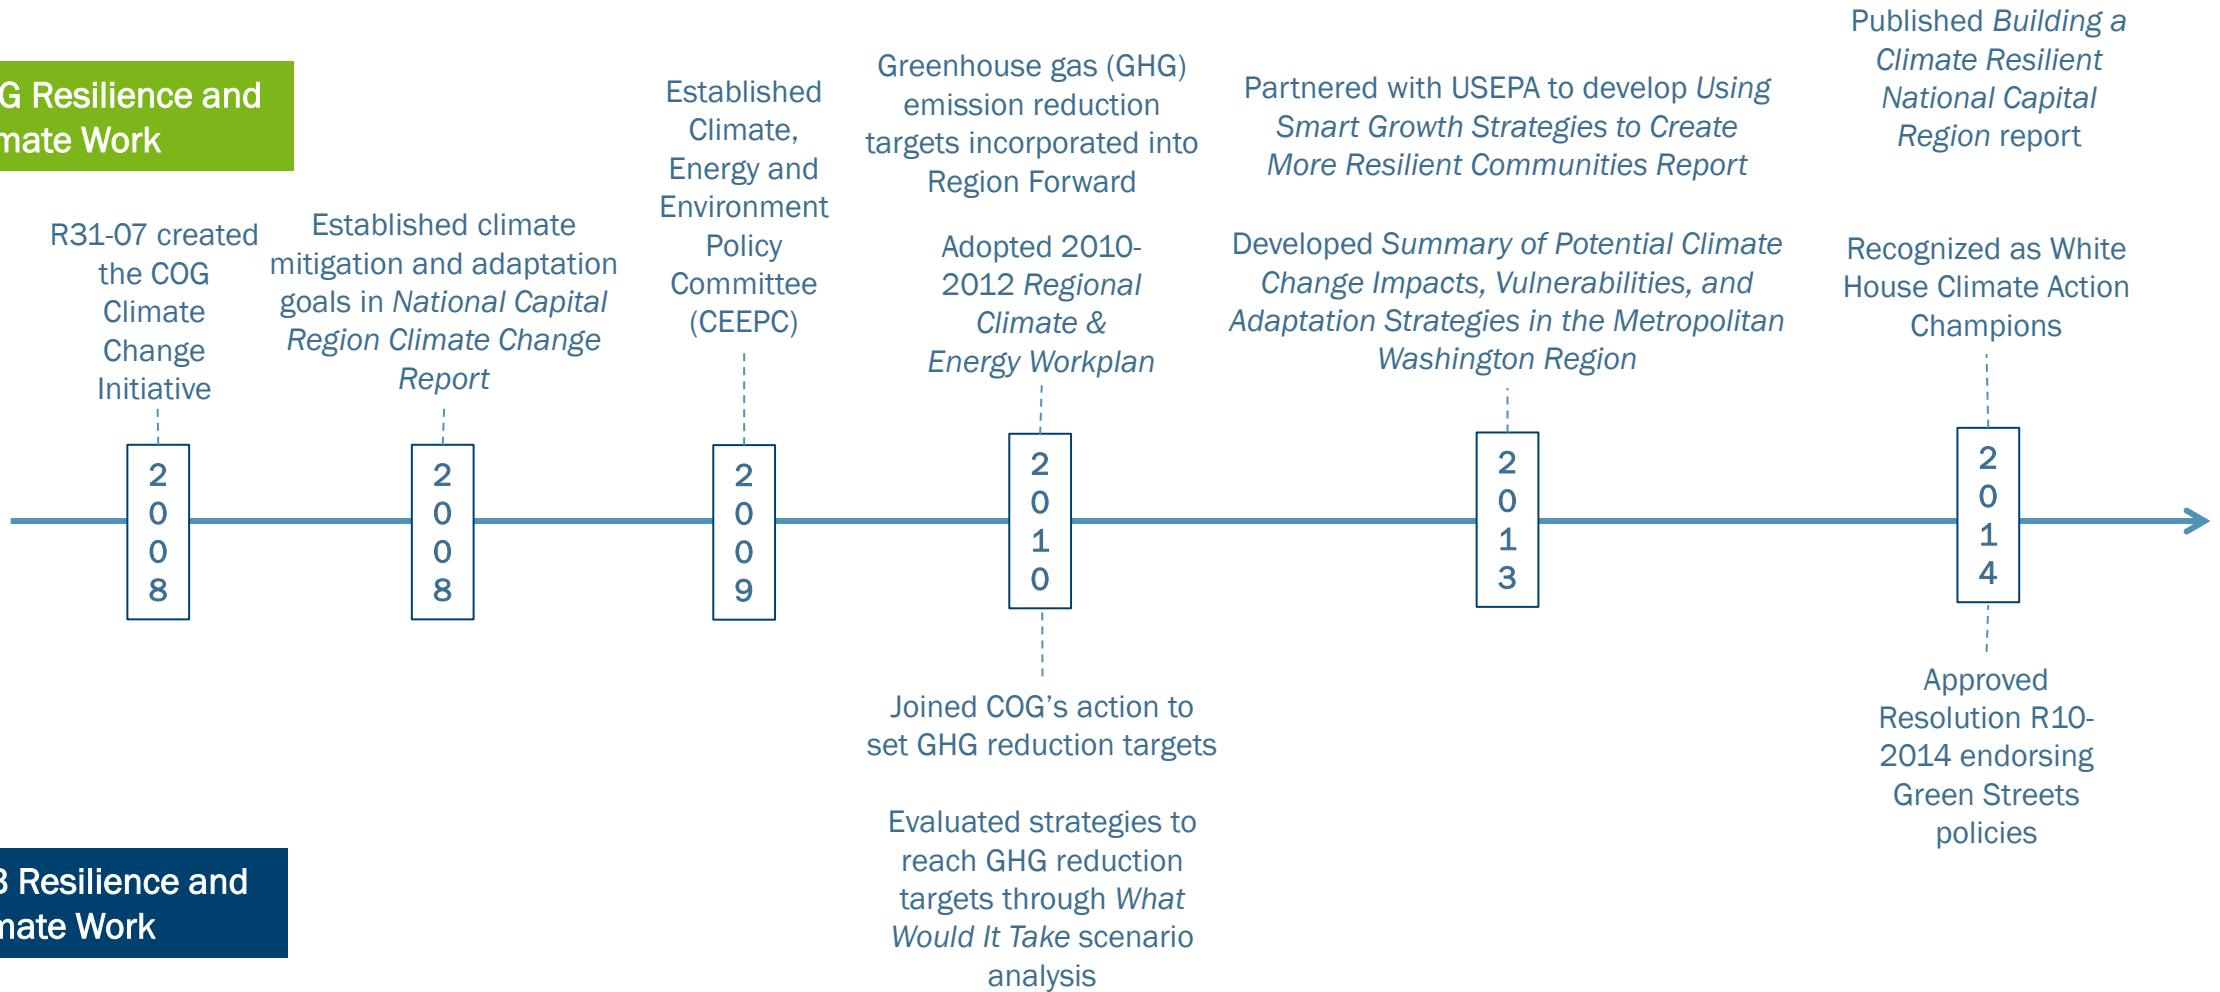 G Resilience and
mate Work
R31-07 created
the COG
Climate
Change
Initiative
Established climate
mitigation and adaptation
goals in National Capital
Region Climate Change
Report
Established
Climate,
Energy and
Environment
Policy
Committee
(CEEPC)
Greenhouse gas (GHG)
emission reduction
targets incorporated into
Region Forward
Adopted 2010-
2012 Regional
Climate &
Energy Workplan
Partnered with USEPA to develop Using
Smart Growth Strategies to Create
More Resilient Communities Report
Developed Summary of Potential Climate
Change Impacts, Vulnerabilities, and
Adaptation Strategies in the Metropolitan
Washington Region
Published Building a
Climate Resilient
National Capital
Region report
Recognized as White
House Climate Action
Champions
2
0
0
8
2
0
0
8
2
0
0
9
2
0
1
0
2
0
1
3
2
0
1
4
Joined COG’s action to
set GHG reduction targets
Evaluated strategies to
reach GHG reduction
targets through What
Would It Take scenario
analysis
Approved
Resolution R10-
2014 endorsing
Green Streets
policies
B Resilience and
mate Work